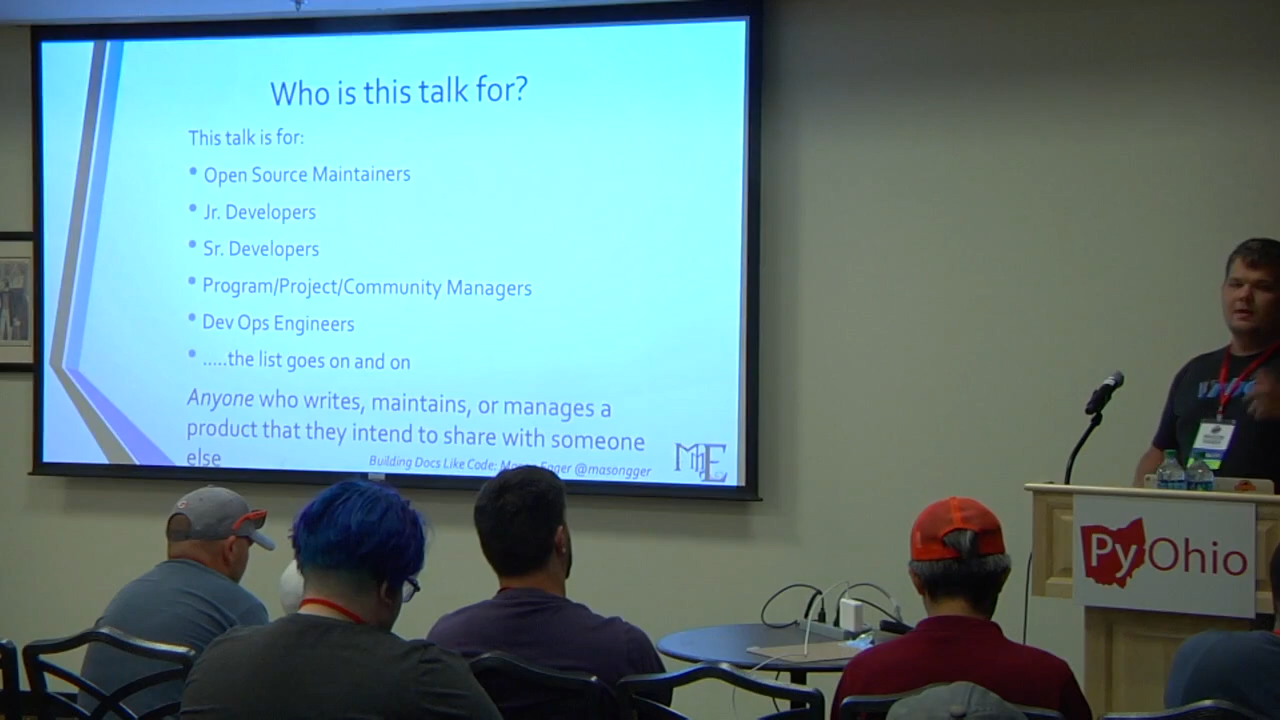 Who is this talk for?
This talk is for:
• Open Source Maintainers
• Jr. Developers
• Sr. Developers
• Program/Project/Community Managers
• Dev Ops Engineers
• .....the list goes on and on
Anyone who writes, maintains, or manages a
product that they intend to share with someone
else
Building Docs Like Code: Mason Egger @masongger
PyOhio